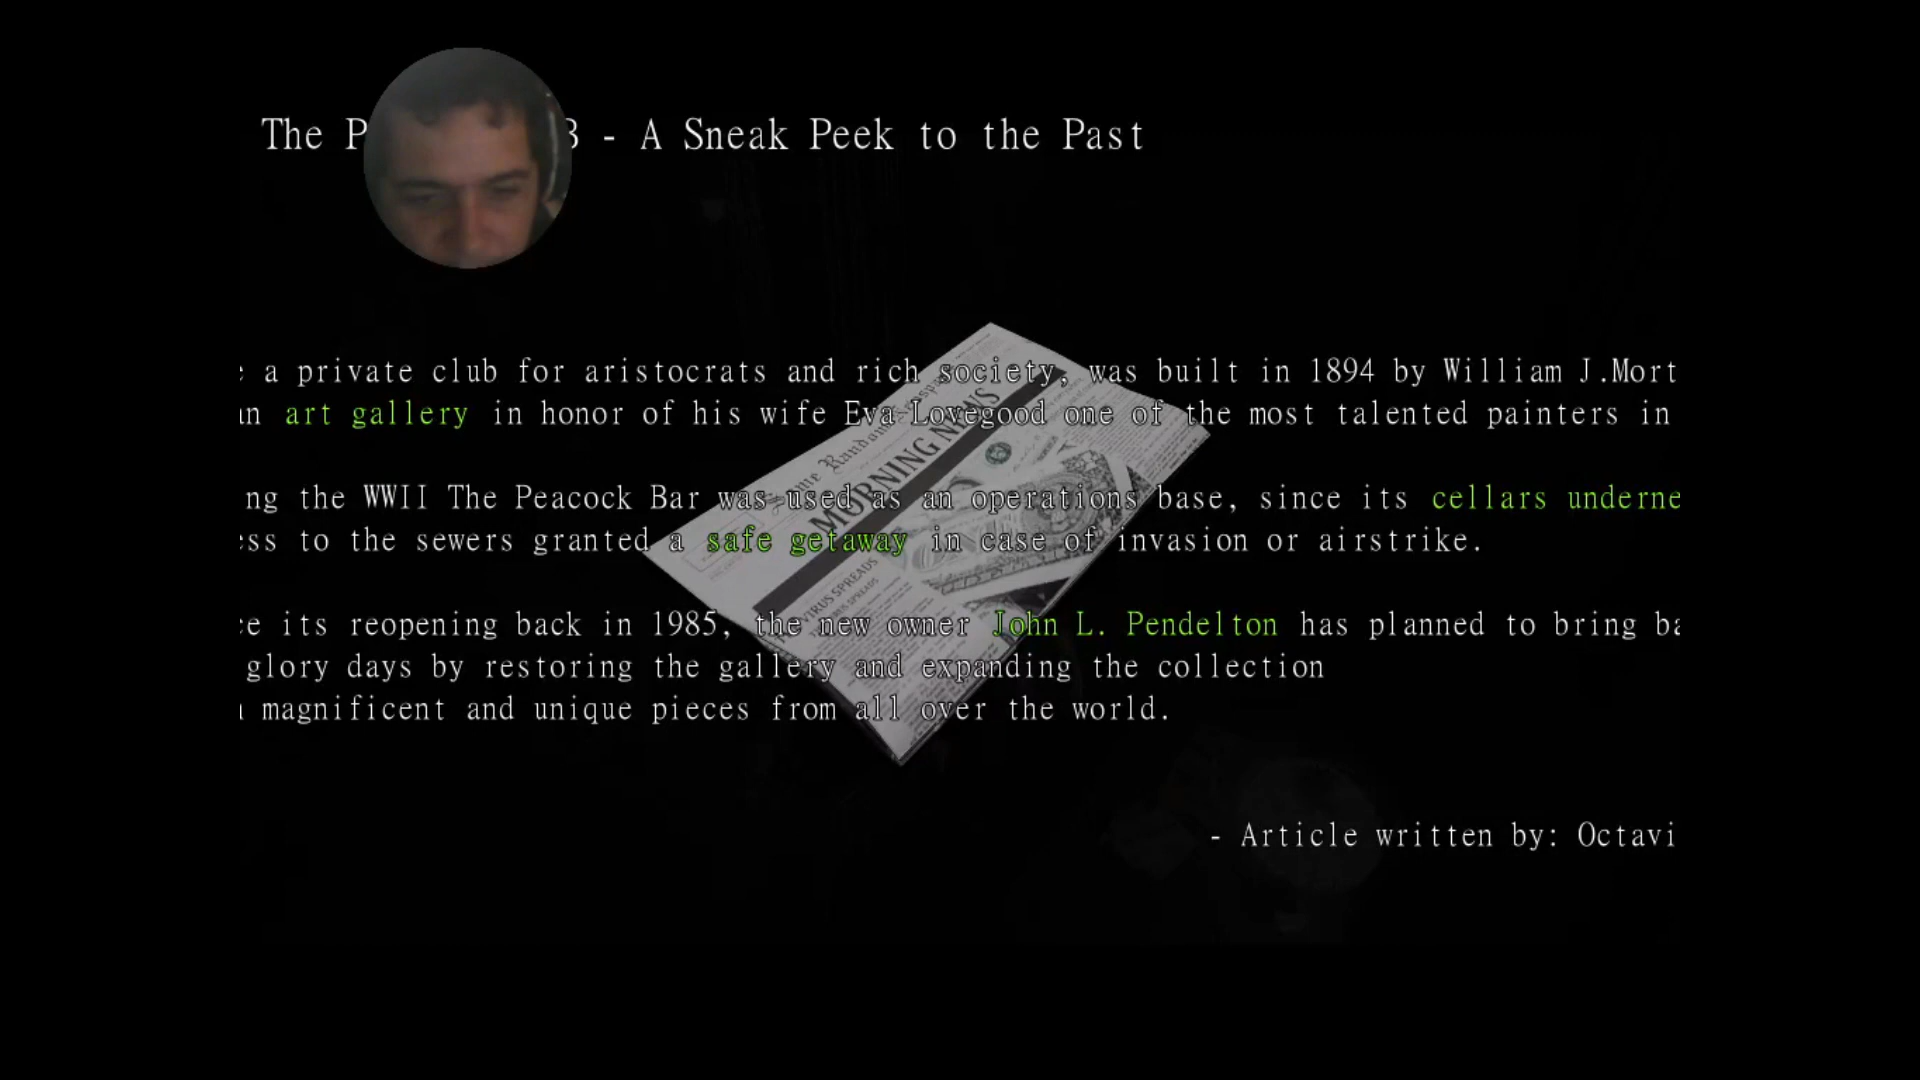 The P - A Sneak Peek to the Past
a private club for aristocrats and rich society, was built in 1894 by William J.Mort
art gallery in honor of his wife Eva Lovegood one of the most talented painters in
the WWII The Peacock Bar was used as an operations base, since its cellars underne
to the sewers granted a safe getaway in case of invasion or airstrike.
its reopening back in 1985, the new owner John L. Pendelton has planned to bring ba
glory days by restoring the gallery and expanding the collection
magnificent and unique pieces from all over the world.
- Article written by: Octavi
MORNING NEWS
VIRUS SPREADS